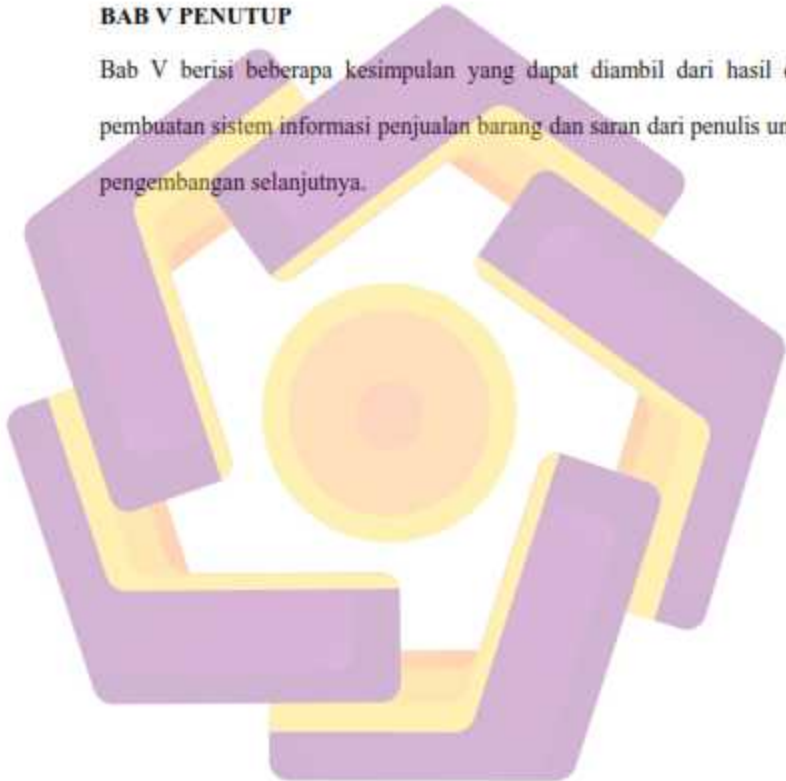 BAB V PENUTUP
Bab V berisi beberapa kesimpulan yang dapat diambil dari hasil
pembuatan sistem informasi penjualan barang dan saran dari penulis
pengembangan selanjutnya.